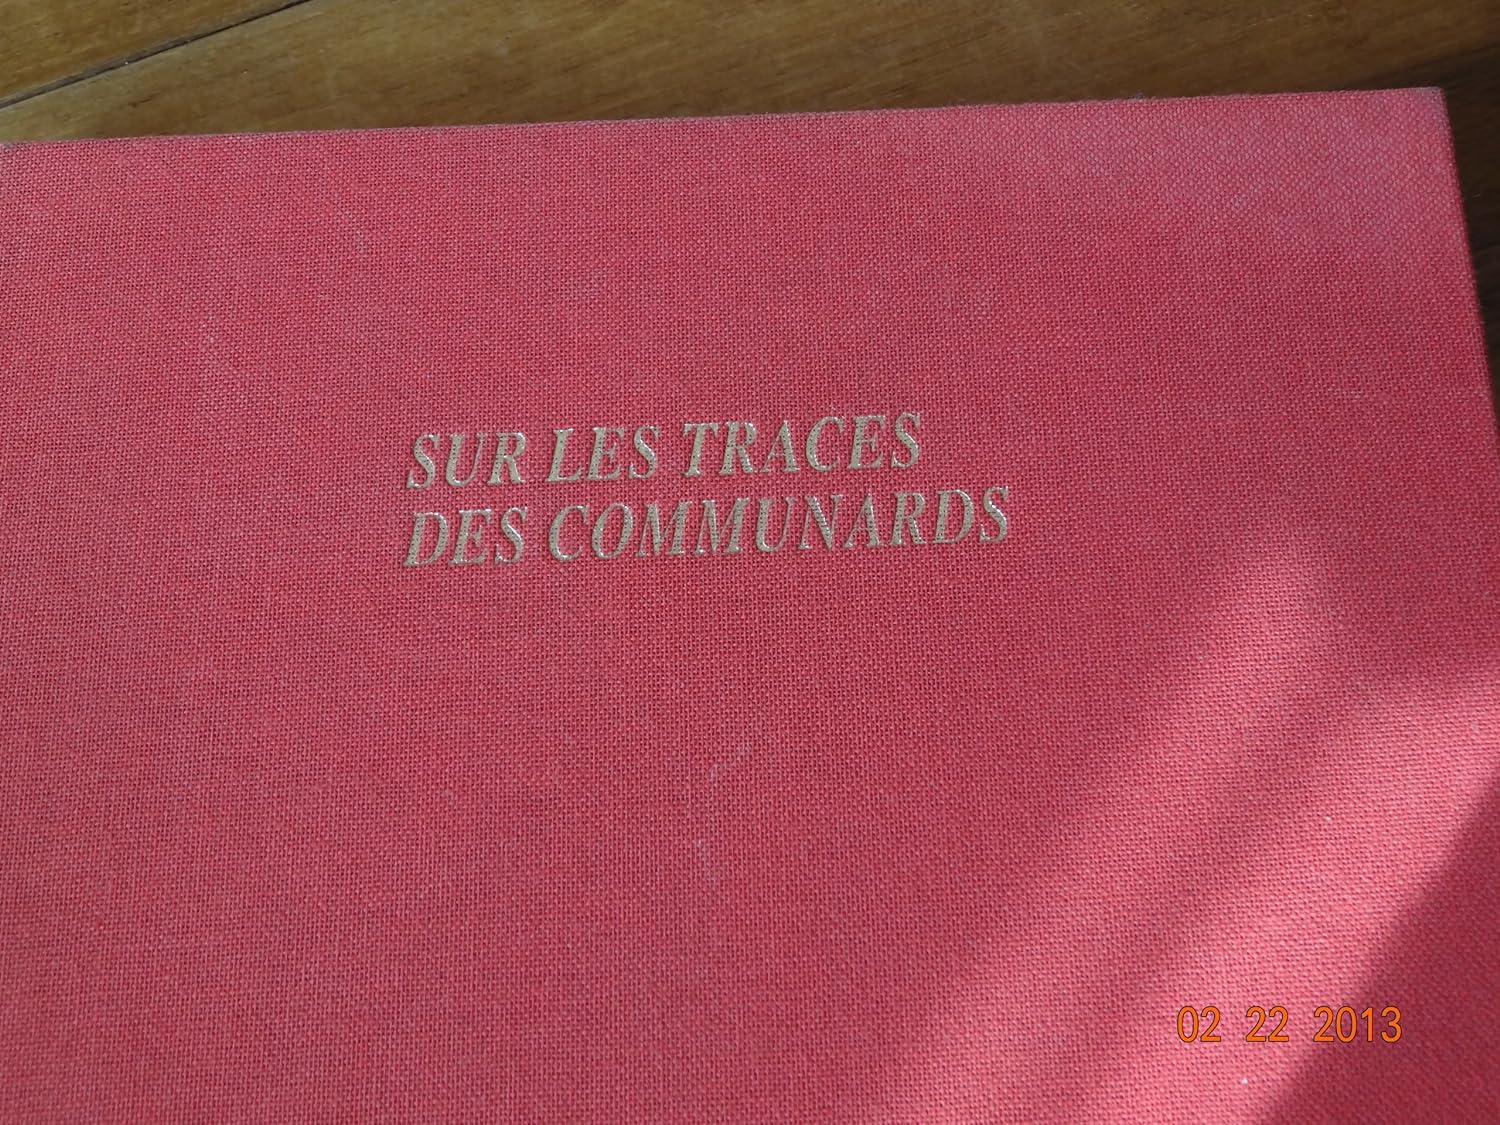 SUR LES TRACES
DES COMMUNARDS
02 22 2013